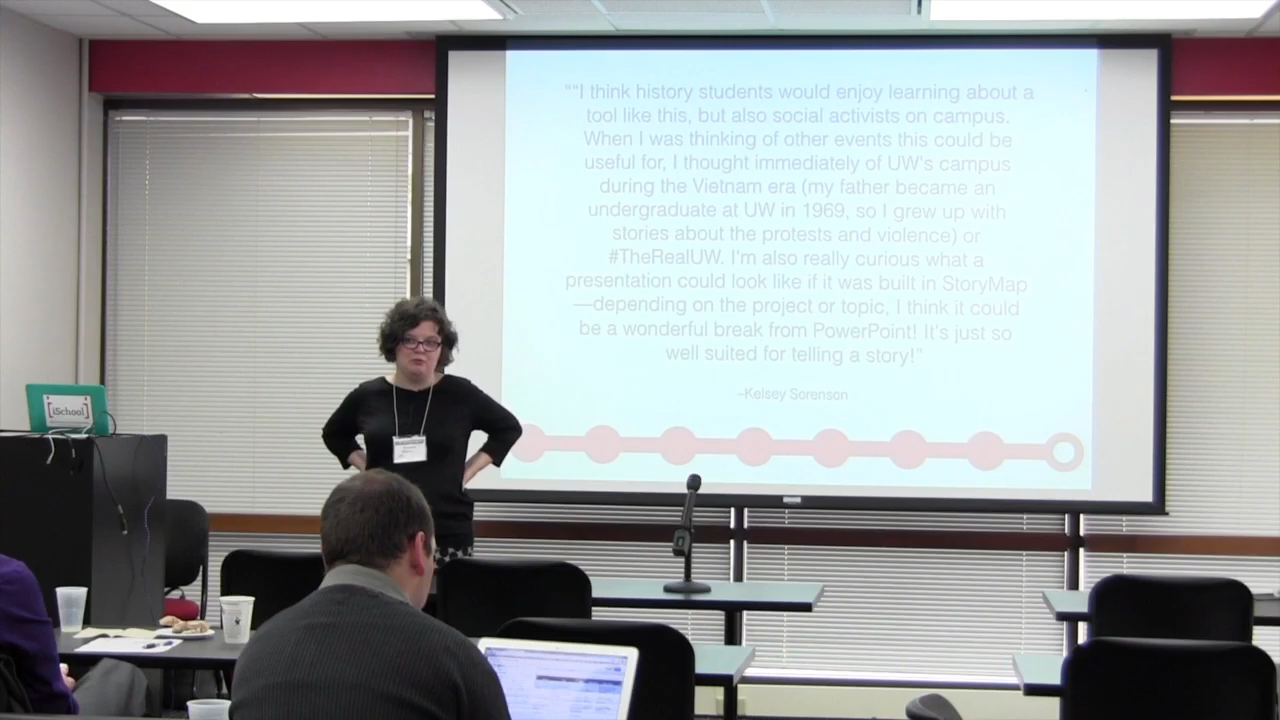 ""I think history students would enjoy learning about a
tool like this, but also social activists on campus.
When I was thinking of other events this could be
useful for, I thought immediately of UW's campus
during the Vietnam era (my father became an
undergraduate at UW in 1969, so I grew up with
stories about the protests and violence) or
#TheRealUW. I'm also really curious what a
presentation could look like if it was built in StoryMap
—depending on the project or topic, I think it could
be a wonderful break from PowerPoint! It's just so
well suited for telling a story!"
–Kelsey Sorenson
[iSchool]